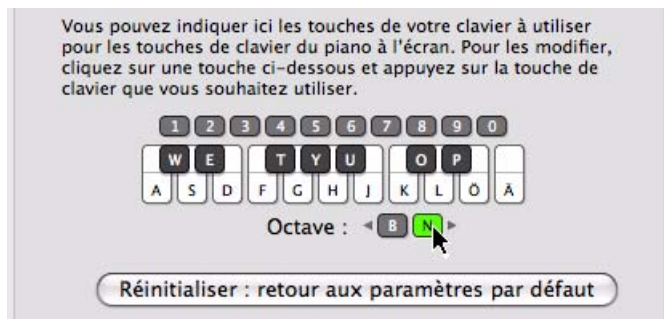 Vous pouvez indiquer ici les touches de votre clavier à utiliser
pour les touches de clavier du piano à l'écran. Pour les modifier,
cliquez sur une touche ci-dessous et appuyez sur la touche de
clavier que vous souhaitez utiliser.
1 2 3 4 5 6 7 8 9 0
W E T Y U O P
A S D F G H J K L Ö Ä
Octave : B N
Réinitialiser : retour aux paramètres par défaut